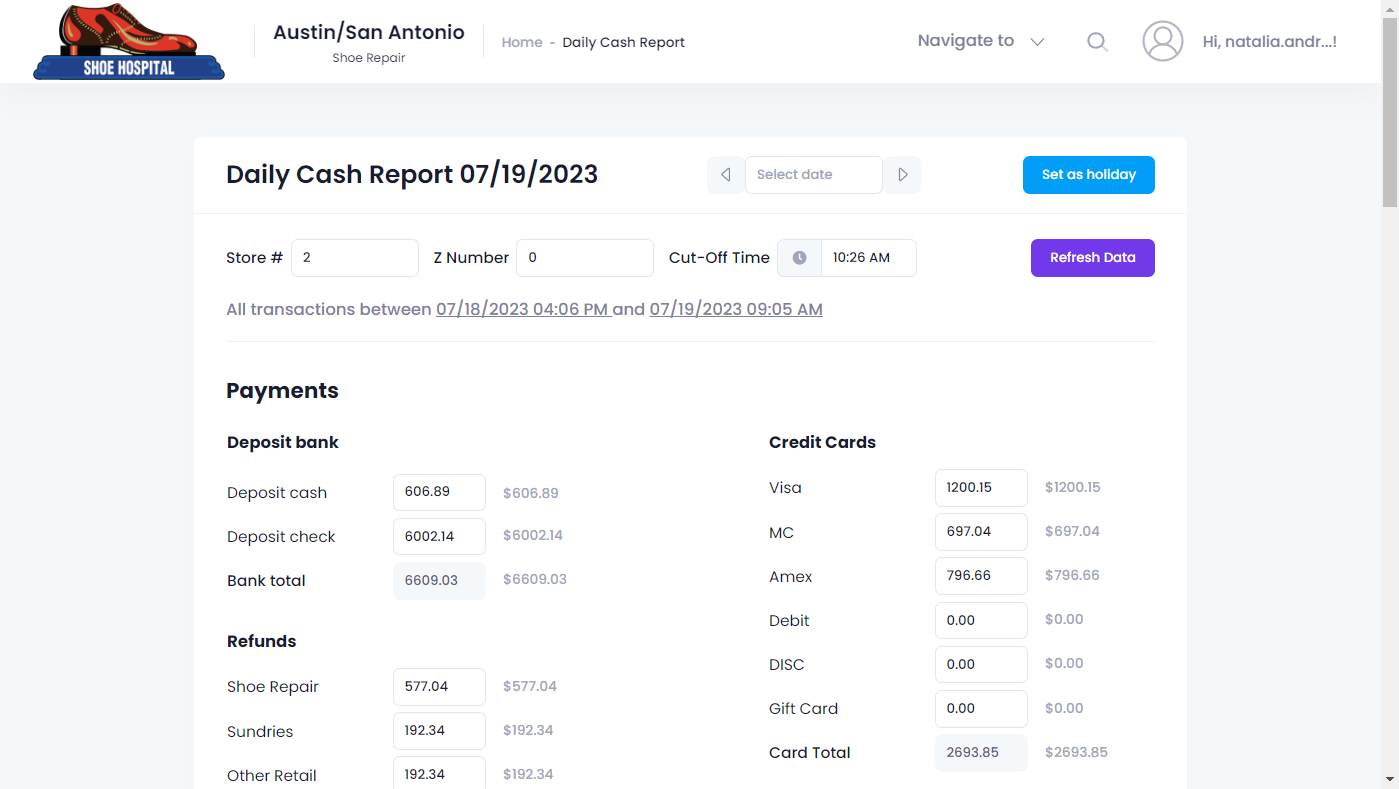 SHOE HOSPITAL
Austin/San Antonio
Shoe Repair
Home - Daily Cash Report
Navigate to
Hi, natalia.andr...!
Daily Cash Report 07/19/2023
Select date
Set as holiday
Store # 2 Z Number 0 Cut-Off Time 10:26 AM
Refresh Data
All transactions between 07/18/2023 04:06 PM and 07/19/2023 09:05 AM
Payments
Deposit bank
Deposit cash 606.89 $606.89
Deposit check 6002.14 $6002.14
Bank total 6609.03 $6609.03
Refunds
Shoe Repair 577.04 $577.04
Sundries 192.34 $192.34
Other Retail 192.34 $192.34
Credit Cards
Visa 1200.15 $1200.15
MC 697.04 $697.04
Amex 796.66 $796.66
Debit 0.00 $0.00
DISC 0.00 $0.00
Gift Card 0.00 $0.00
Card Total 2693.85 $2693.85